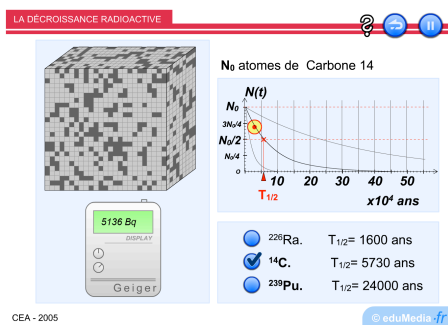 LA DÉCROISSANCE RADIOACTIVE
N₀ atomes de Carbone 14
N(t)
N₀
3N₀/4
N₀/2
N₀/4
0
10 20 30 40 50
T₁/₂
x10⁴ ans
5136 Bq
DISPLAY
Geiger
²²⁶Ra. T₁/₂= 1600 ans
¹⁴C. T₁/₂= 5730 ans
²³⁹Pu. T₁/₂= 24000 ans
CEA - 2005
© eduMedia-fr